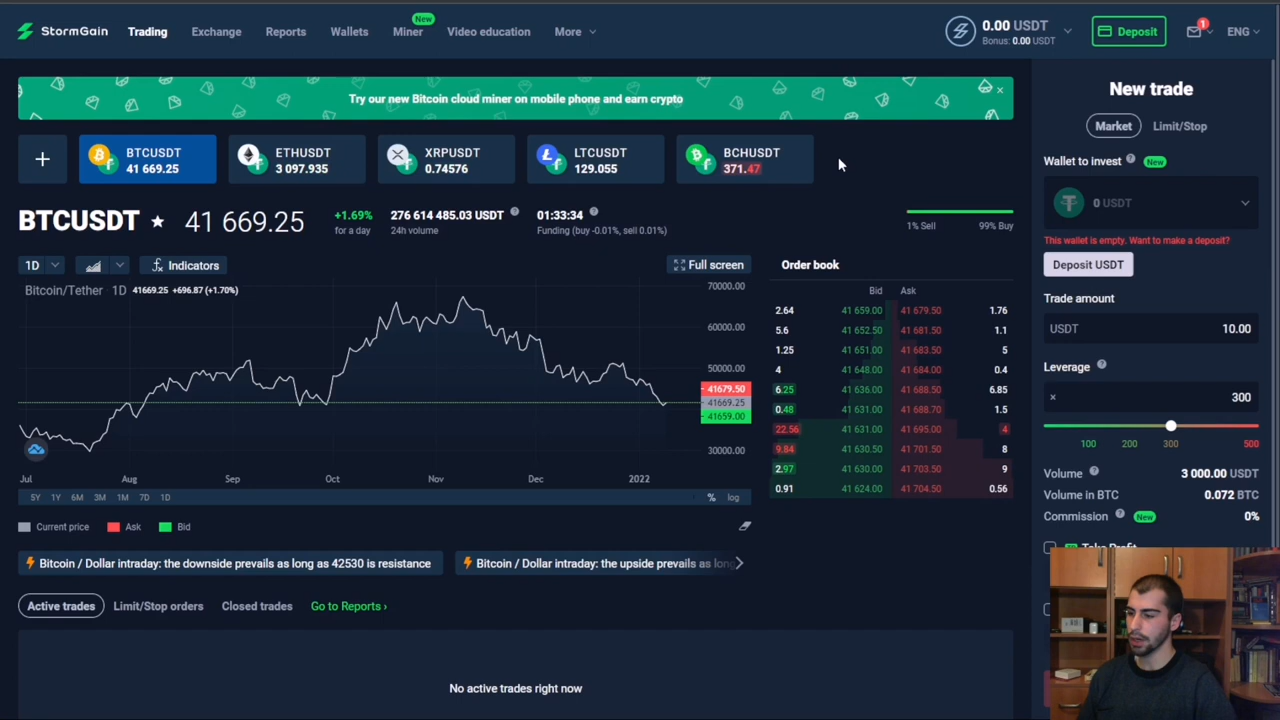 StormGain
Trading
Exchange
Reports
Wallets
Miner
New
Video education
More
0.00 USDT
Bonus: 0.00 USDT
Deposit
1
ENG
Try our new Bitcoin cloud miner on mobile phone and earn crypto
+
BTCUSDT
41 669.25
ETHUSDT
3 097.935
XRPUSDT
0.74576
LTCUSDT
129.055
BCHUSDT
371.47
BTCUSDT
41 669.25
+1.69%
for a day
276 614 485.03 USDT
24h volume
01:33:34
Funding (buy -0.01%, sell 0.01%)
1% Sell
99% Buy
1D
Indicators
Full screen
Bitcoin/Tether · 1D 41669.25 +696.87 (+1.70%)
70000.00
60000.00
50000.00
41679.50
41669.25
41659.00
30000.00
Jul
Aug
Sep
Oct
Nov
Dec
2022
5Y 1Y 6M 3M 1M 7D 1D
% log
Current price
Ask
Bid
Order book
Bid Ask
2.64 41 659.00 41 679.50 1.76
5.6 41 652.50 41 681.50 1.1
1.25 41 651.00 41 683.50 5
4 41 648.00 41 684.00 0.4
6.25 41 636.00 41 688.50 6.85
0.48 41 631.00 41 688.70 1.5
22.56 41 631.00 41 695.00 4
9.84 41 630.50 41 701.50 8
2.97 41 630.00 41 703.50 9
0.91 41 624.00 41 704.50 0.56
Bitcoin / Dollar intraday: the downside prevails as long as 42530 is resistance
Bitcoin / Dollar intraday: the upside prevails as long
Active trades
Limit/Stop orders
Closed trades
Go to Reports ›
No active trades right now
New trade
Market
Limit/Stop
Wallet to invest
New
0 USDT
This wallet is empty. Want to make a deposit?
Deposit USDT
Trade amount
USDT 10.00
Leverage
× 300
100 200 300 500
Volume 3 000.00 USDT
Volume in BTC 0.072 BTC
Commission New 0%
Take Profit